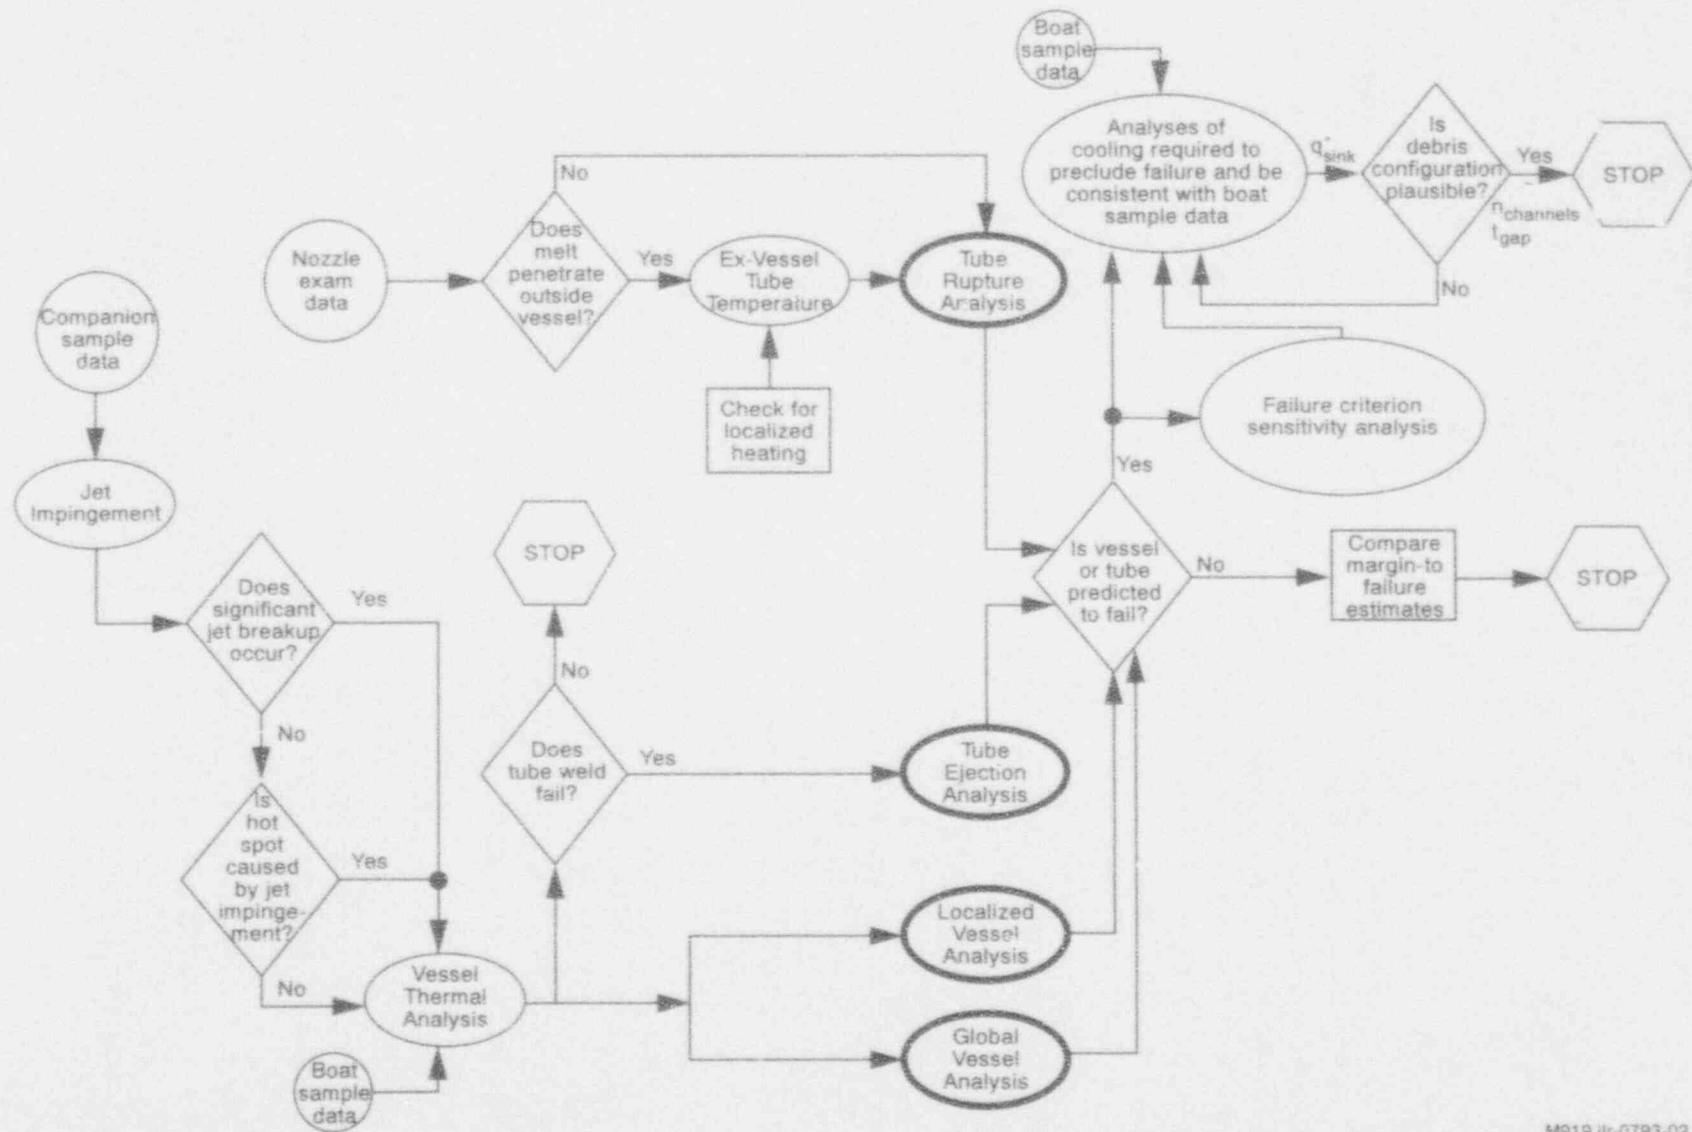 Boat
sample
data
Analyses of
cooling required to
preclude failure and be
consistent with boat
sample data
q"sink
Is
debris
configuration
plausible?
Yes
nchannels
tgap
STOP
No
No
Nozzle
exam
data
Does
melt
penetrate
outside
vessel?
Yes
Ex-Vessel
Tube
Temperature
Tube
Rupture
Analysis
Check for
localized
heating
Companion
sample
data
Jet
Impingement
Failure criterion
sensitivity analysis
Yes
STOP
Is vessel
or tube
predicted
to fail?
No
Compare
margin-to
failure
estimates
STOP
Does
significant
jet breakup
occur?
Yes
No
No
Does
tube weld
fail?
Yes
Tube
Ejection
Analysis
Is
hot
spot
caused
by jet
impinge-
ment?
Yes
No
Vessel
Thermal
Analysis
Localized
Vessel
Analysis
Global
Vessel
Analysis
Boat
sample
data